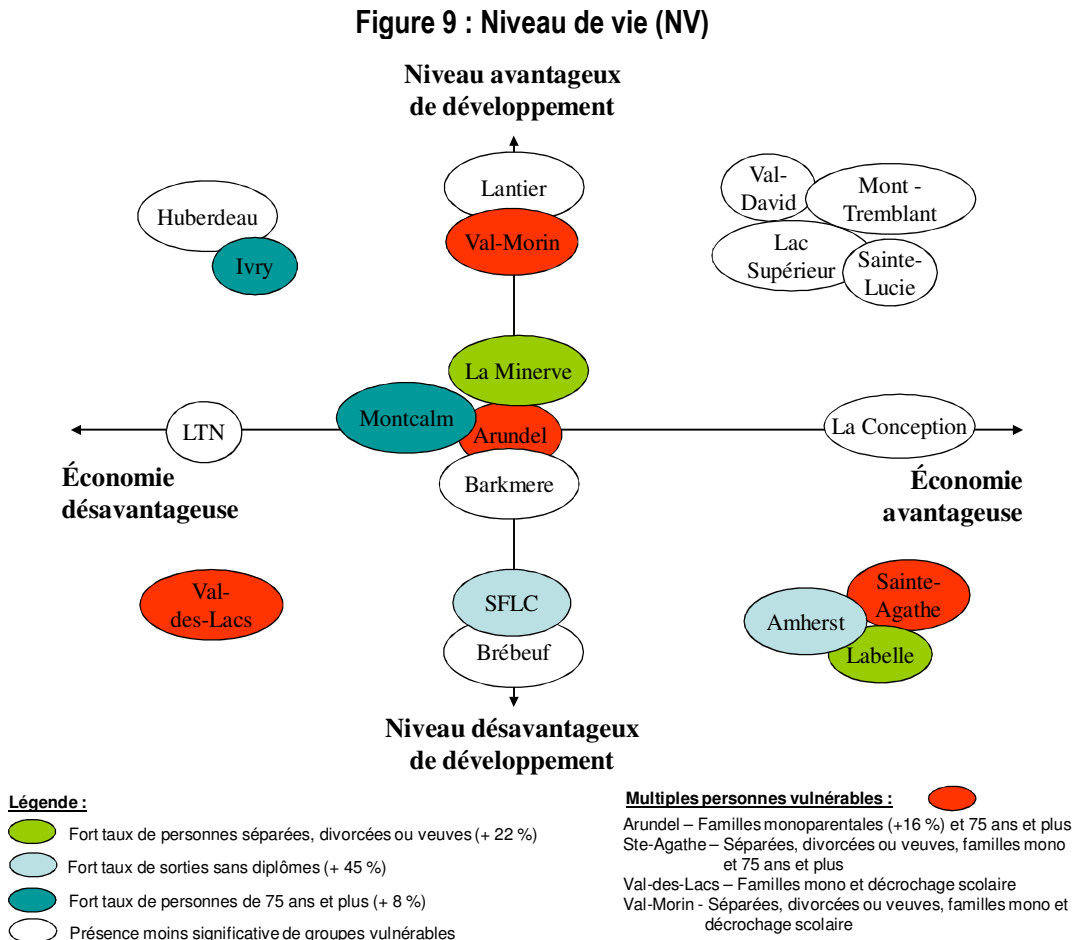 Figure 9 : Niveau de vie (NV)
Niveau avantageux
de développement
Lantier
Val-Morin
Huberdeau
Ivry
Val-
David
Mont -
Tremblant
Lac
Supérieur
Sainte-
Lucie
La Minerve
Montcalm
Arundel
Barkmere
LTN
La Conception
Économie
désavantageuse
Économie
avantageuse
Val-
des-Lacs
SFLC
Brébeuf
Sainte-
Agathe
Amherst
Labelle
Niveau désavantageux
de développement
Légende :
Fort taux de personnes séparées, divorcées ou veuves (+ 22 %)
Fort taux de sorties sans diplômes (+ 45 %)
Fort taux de personnes de 75 ans et plus (+ 8 %)
Présence moins significative de groupes vulnérables
Multiples personnes vulnérables :
Arundel – Familles monoparentales (+16 %) et 75 ans et plus
Ste-Agathe – Séparées, divorcées ou veuves, familles mono
et 75 ans et plus
Val-des-Lacs – Familles mono et décrochage scolaire
Val-Morin - Séparées, divorcées ou veuves, familles mono et
décrochage scolaire